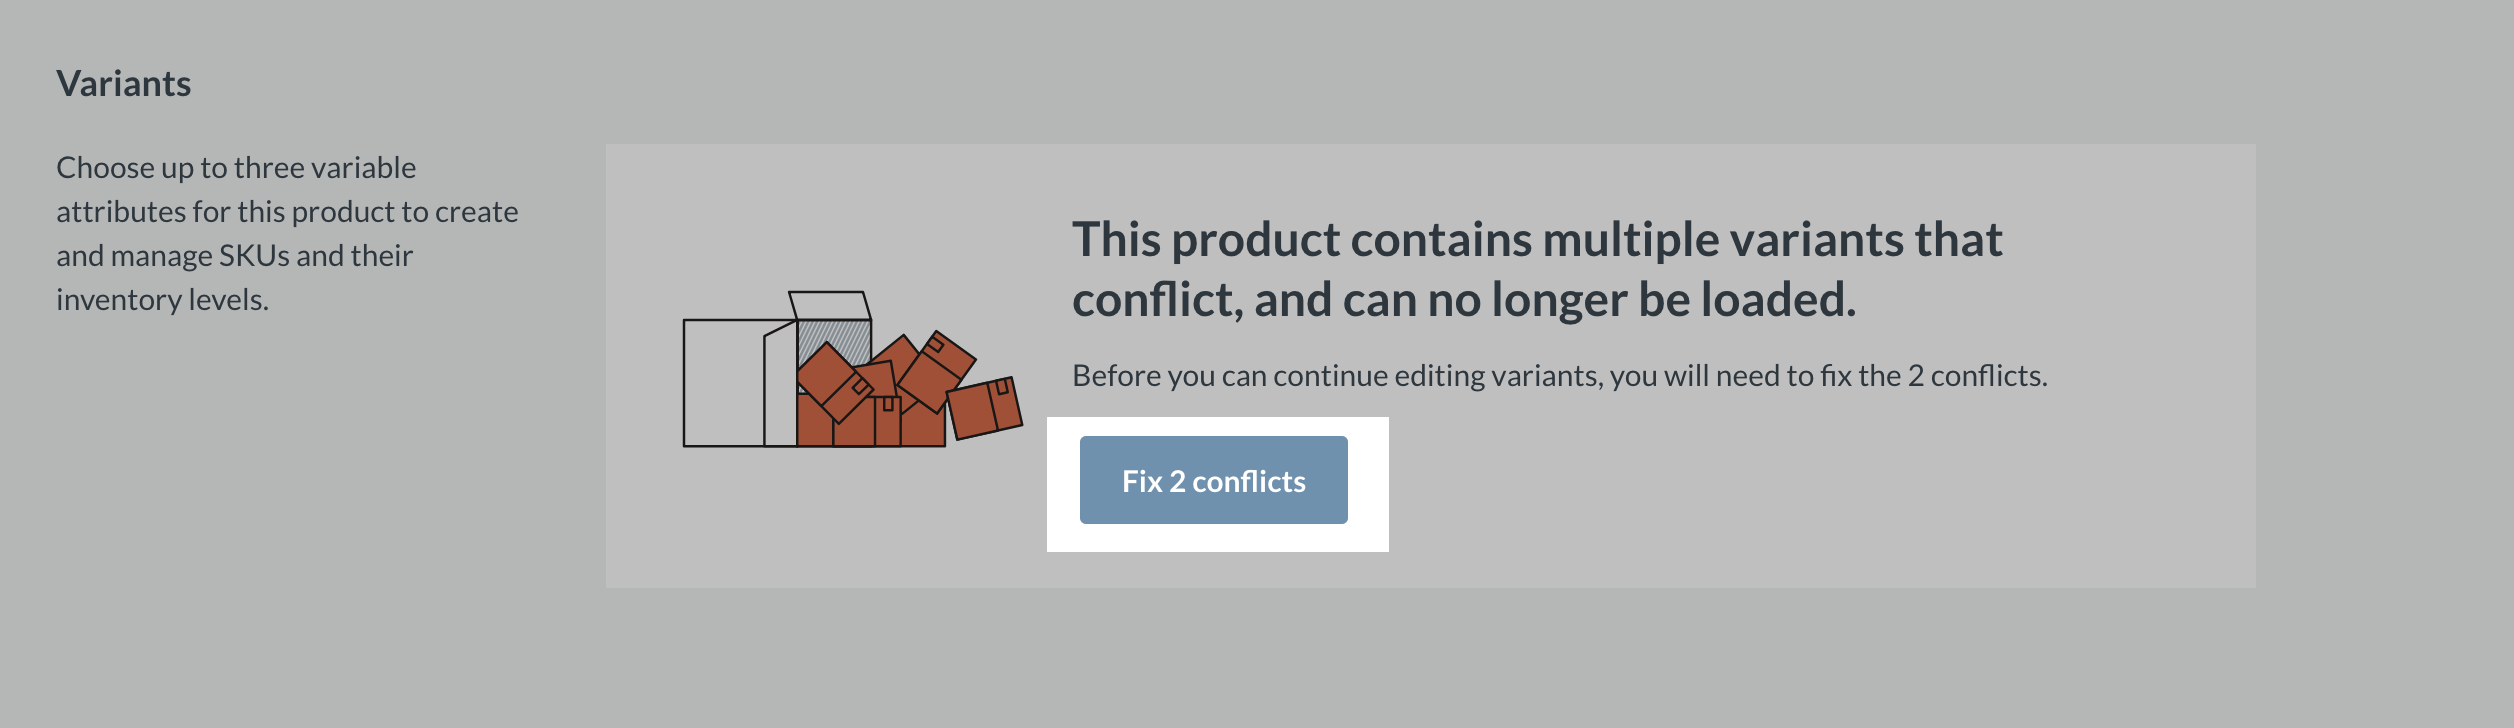 Variants
Choose up to three variable
attributes for this product to create
and manage SKUs and their
inventory levels.
This product contains multiple variants that
conflict, and can no longer be loaded.
Before you can continue editing variants, you will need to fix the 2 conflicts.
Fix 2 conflicts